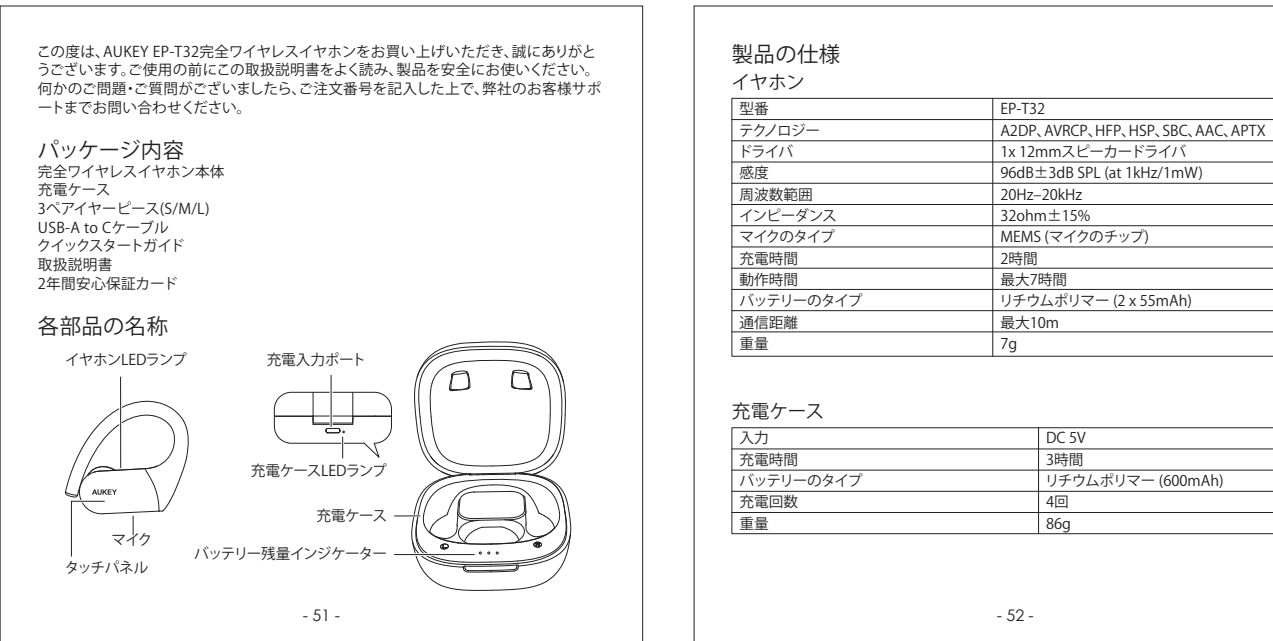 この度は、AUKEY EP-T32完全ワイヤレスイヤホンをお買い上げいただき、誠にありがと
うございます。ご使用の前にこの取扱説明書をよく読み、製品を安全にお使いください。
何かのご問題・ご質問がございましたら、ご注文番号を記入した上で、弊社のお客様サポ
ートまでお問い合わせください。
パッケージ内容
完全ワイヤレスイヤホン本体
充電ケース
3ペアイヤーピース(S/M/L)
USB-A to Cケーブル
クイックスタートガイド
取扱説明書
2年間安心保証カード
各部品の名称
イヤホンLEDランプ
充電入力ポート
充電ケースLEDランプ
AUKEY
充電ケース
マイク
バッテリー残量インジケーター
タッチパネル
- 51 -
製品の仕様
イヤホン
型番 EP-T32
テクノロジー A2DP、AVRCP、HFP、HSP、SBC、AAC、APTX
ドライバ 1x 12mmスピーカードライバ
感度 96dB±3dB SPL (at 1kHz/1mW)
周波数範囲 20Hz–20kHz
インピーダンス 32ohm±15%
マイクのタイプ MEMS (マイクのチップ)
充電時間 2時間
動作時間 最大7時間
バッテリーのタイプ リチウムポリマー (2 x 55mAh)
通信距離 最大10m
重量 7g
充電ケース
入力 DC 5V
充電時間 3時間
バッテリーのタイプ リチウムポリマー (600mAh)
充電回数 4回
重量 86g
- 52 -